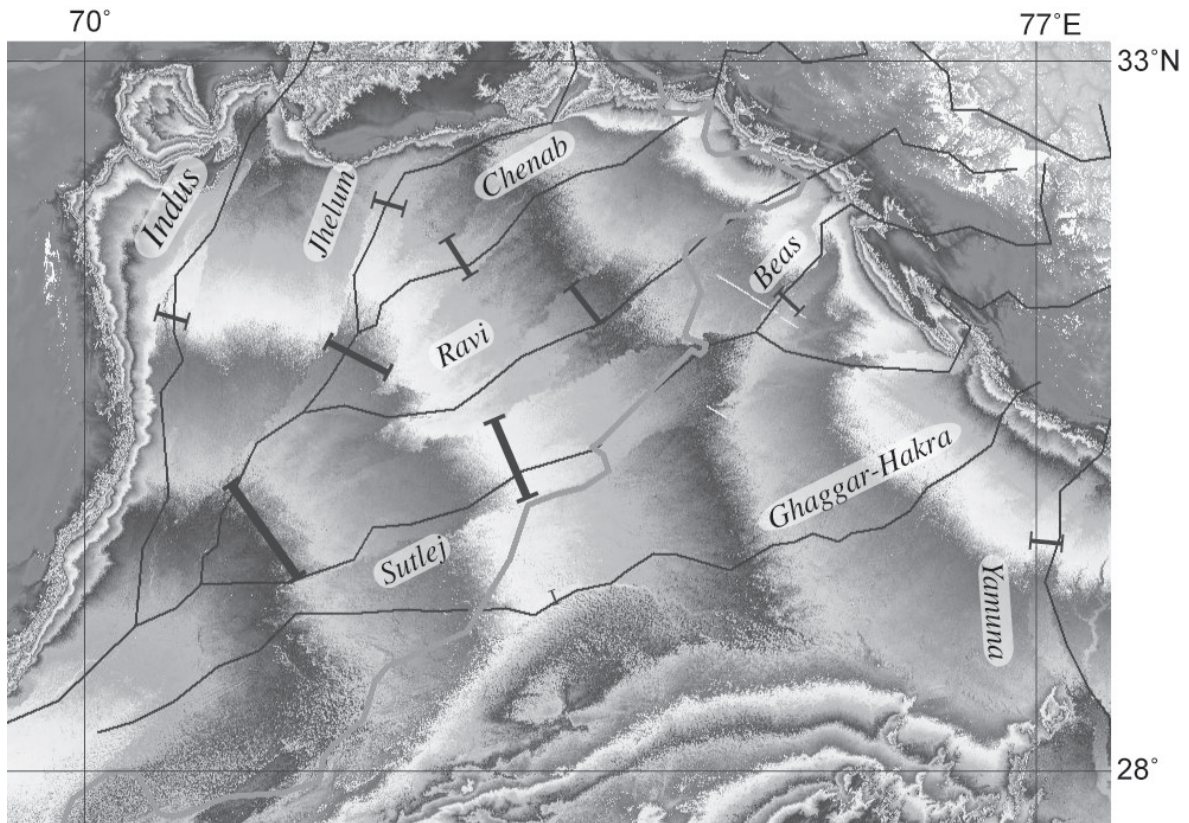 70°
77°E
33°N
Indus
Jhelum
Chenab
Beas
Ravi
Ghaggar-Hakra
Sutlej
Yamuna
28°